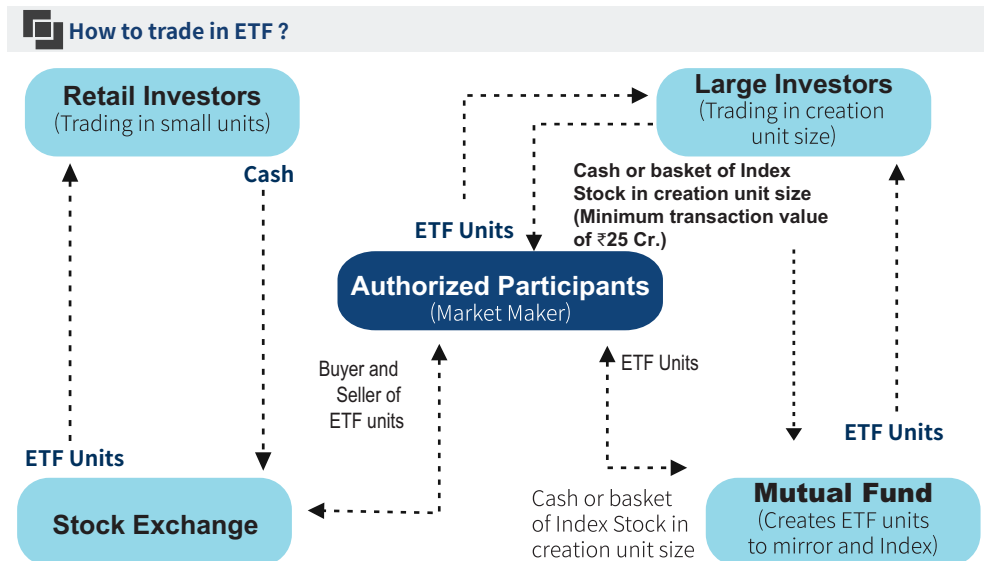 How to trade in ETF ?
Retail Investors
(Trading in small units)
Large Investors
(Trading in creation
unit size)
Cash
Cash or basket of Index
Stock in creation unit size
(Minimum transaction value
of ₹25 Cr.)
ETF Units
Authorized Participants
(Market Maker)
Buyer and
Seller of
ETF units
ETF Units
ETF Units
ETF Units
Stock Exchange
Cash or basket
of Index Stock in
creation unit size
Mutual Fund
(Creates ETF units
to mirror and Index)